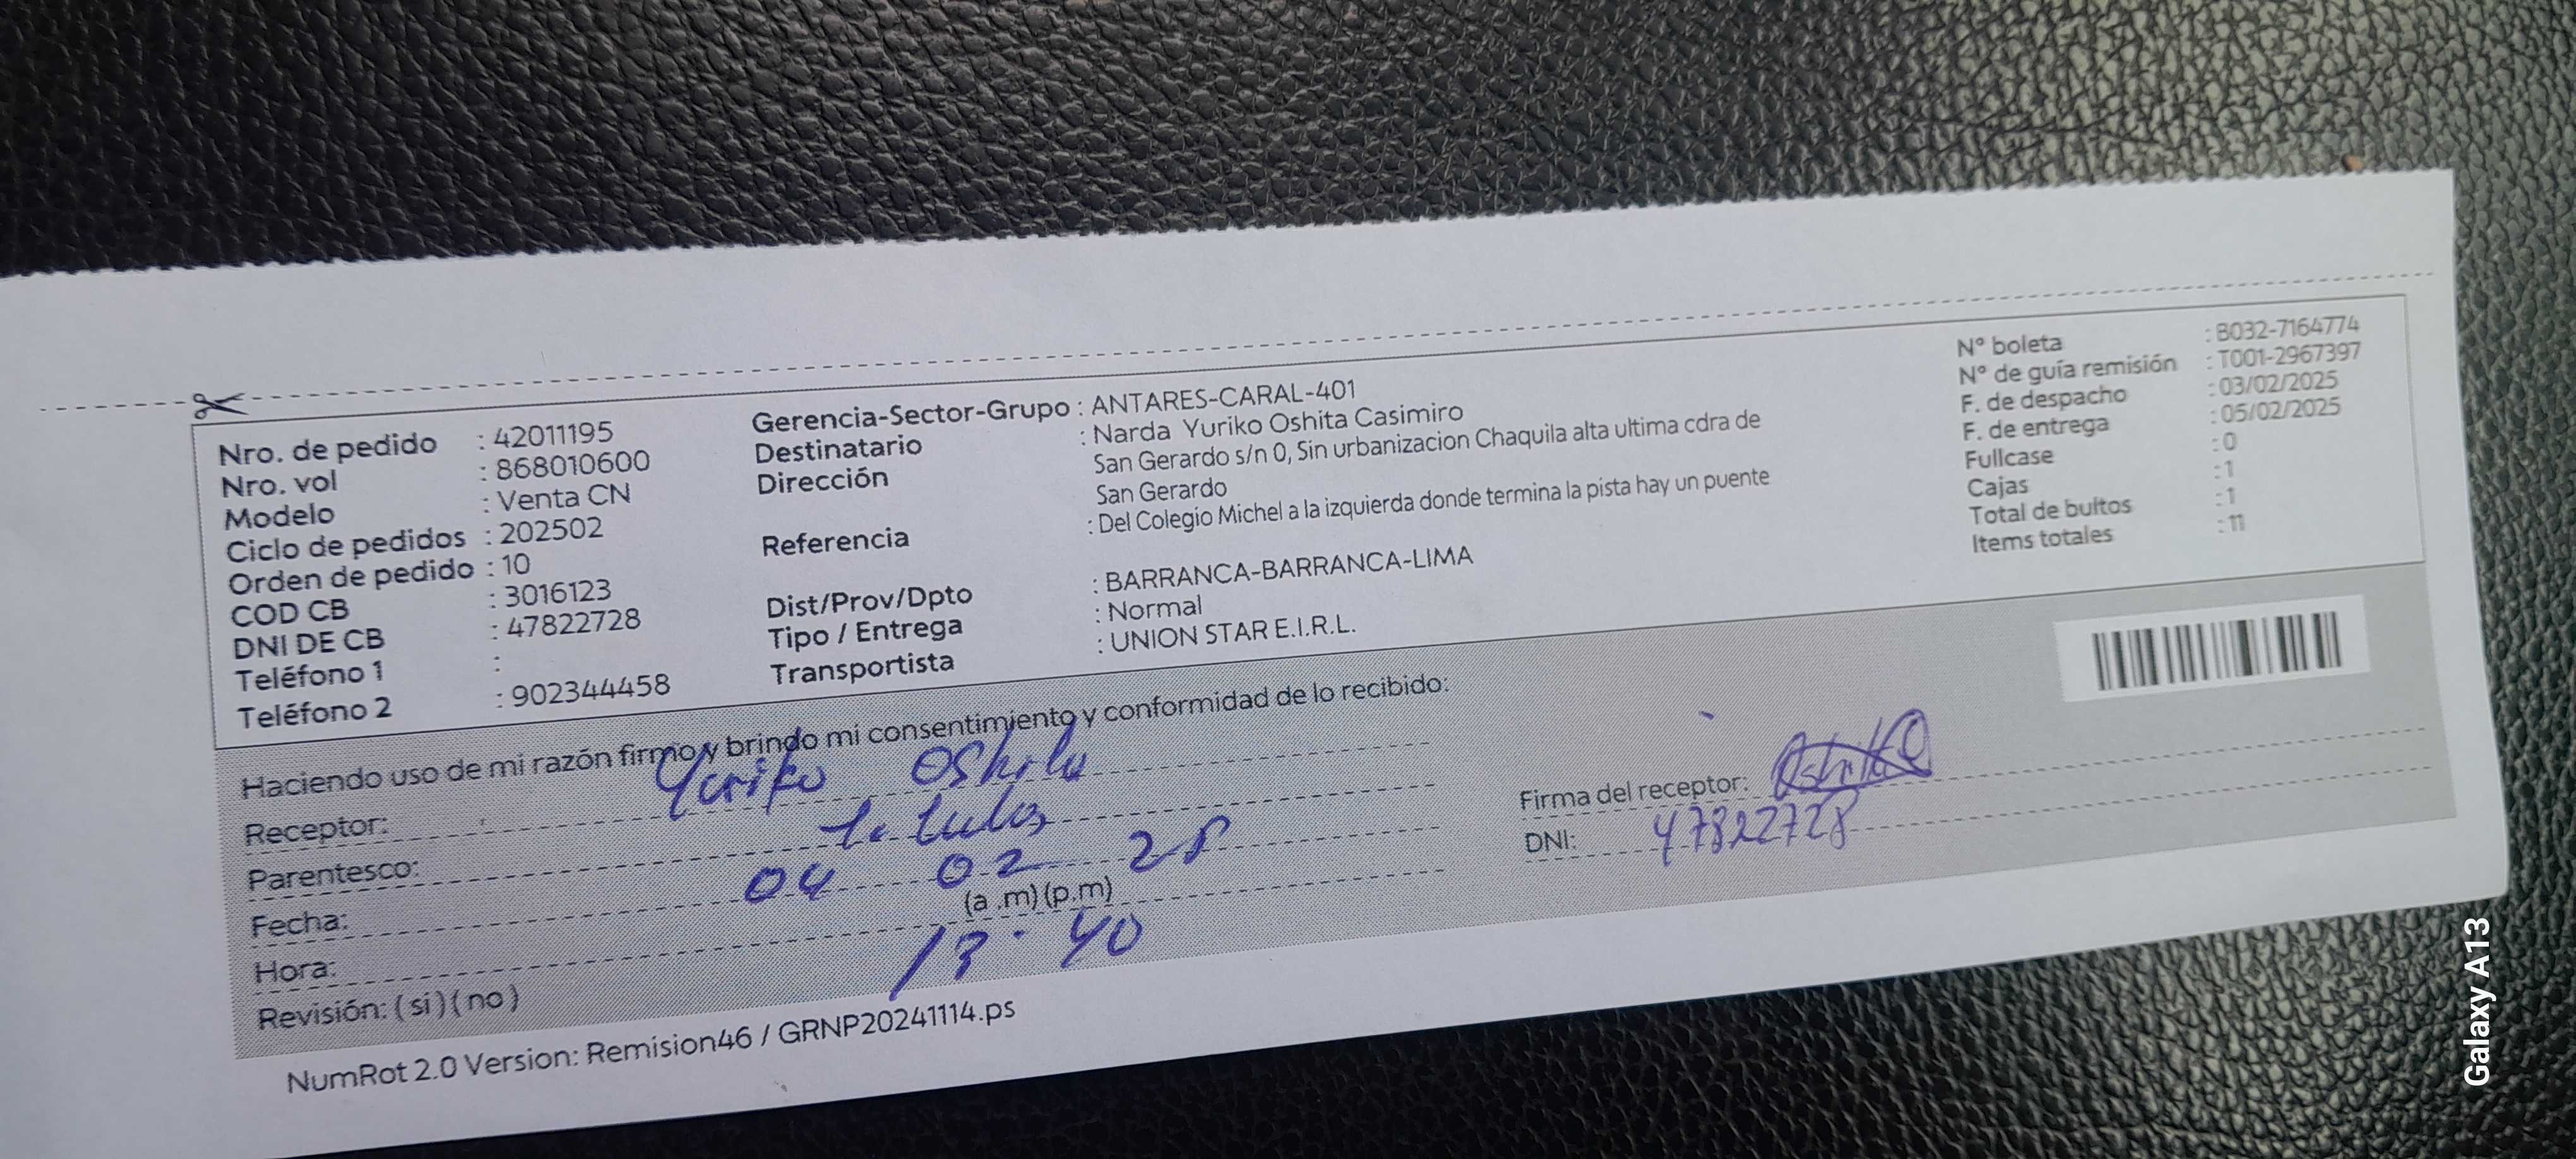 Nro. de pedido : 42011195
Nro. vol : 868010600
Modelo : Venta CN
Ciclo de pedidos : 202502
Orden de pedido : 10
COD CB : 3016123
DNI DE CB : 47822728
Teléfono 1 :
Teléfono 2 : 902344458
Gerencia-Sector-Grupo : ANTARES-CARAL-401
Destinatario : Narda Yuriko Oshita Casimiro
Dirección San Gerardo s/n 0, Sin urbanizacion Chaquila alta ultima cdra de
San Gerardo
Referencia : Del Colegio Michel a la izquierda donde termina la pista hay un puente
Dist/Prov/Dpto : BARRANCA-BARRANCA-LIMA
Tipo / Entrega : Normal
Transportista : UNION STAR E.I.R.L.
N° boleta : B032-7164774
N° de guía remisión : T001-2967397
F. de despacho : 03/02/2025
F. de entrega : 05/02/2025
Fullcase : 0
Cajas : 1
Total de bultos : 1
Items totales : 11
Haciendo uso de mi razón firmo y brindo mi consentimiento y conformidad de lo recibido:
Receptor: Yuriko Oshita
Parentesco:
Fecha: 04 02 25
Hora: (a .m) (p.m) 13 · 40
Revisión: ( si ) ( no )
Firma del receptor: Oshita
DNI: 47822728
NumRot 2.0 Version: Remision46 / GRNP20241114.ps
Galaxy A13